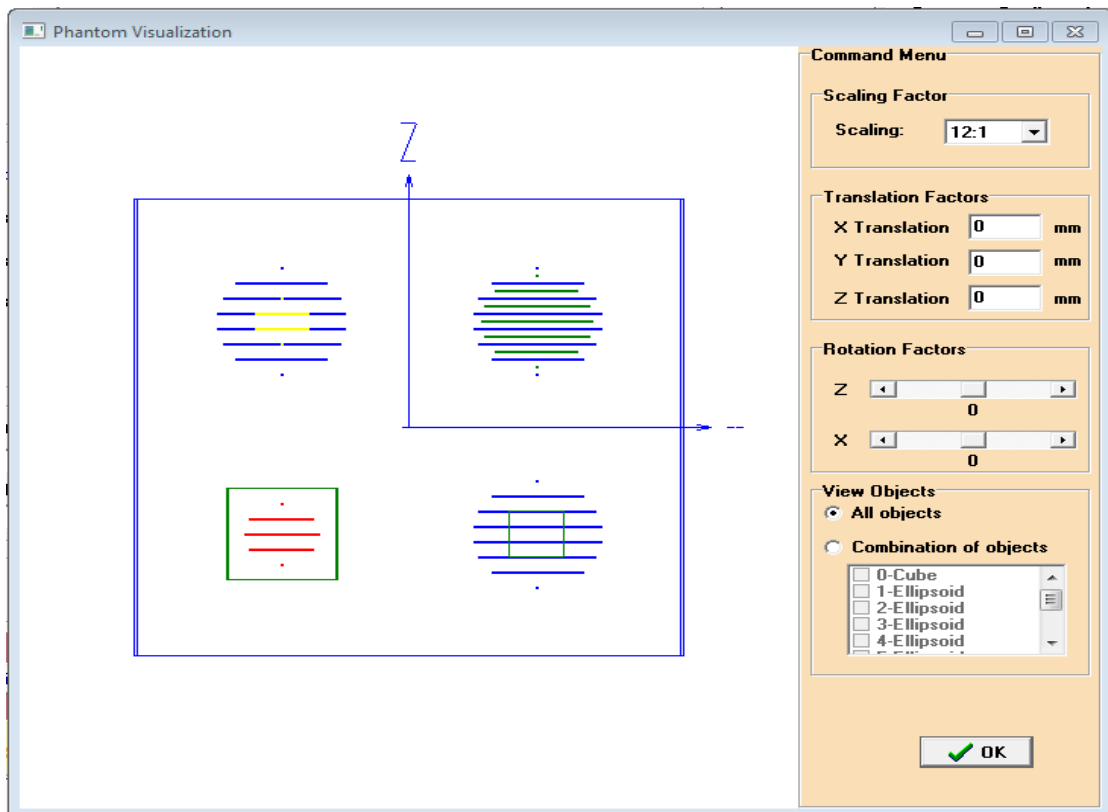 Phantom Visualization
Z
--
Command Menu
Scaling Factor
Scaling: 12:1
Translation Factors
X Translation 0 mm
Y Translation 0 mm
Z Translation 0 mm
Rotation Factors
Z
0
X
0
View Objects
All objects
Combination of objects
0-Cube
1-Ellipsoid
2-Ellipsoid
3-Ellipsoid
4-Ellipsoid
OK